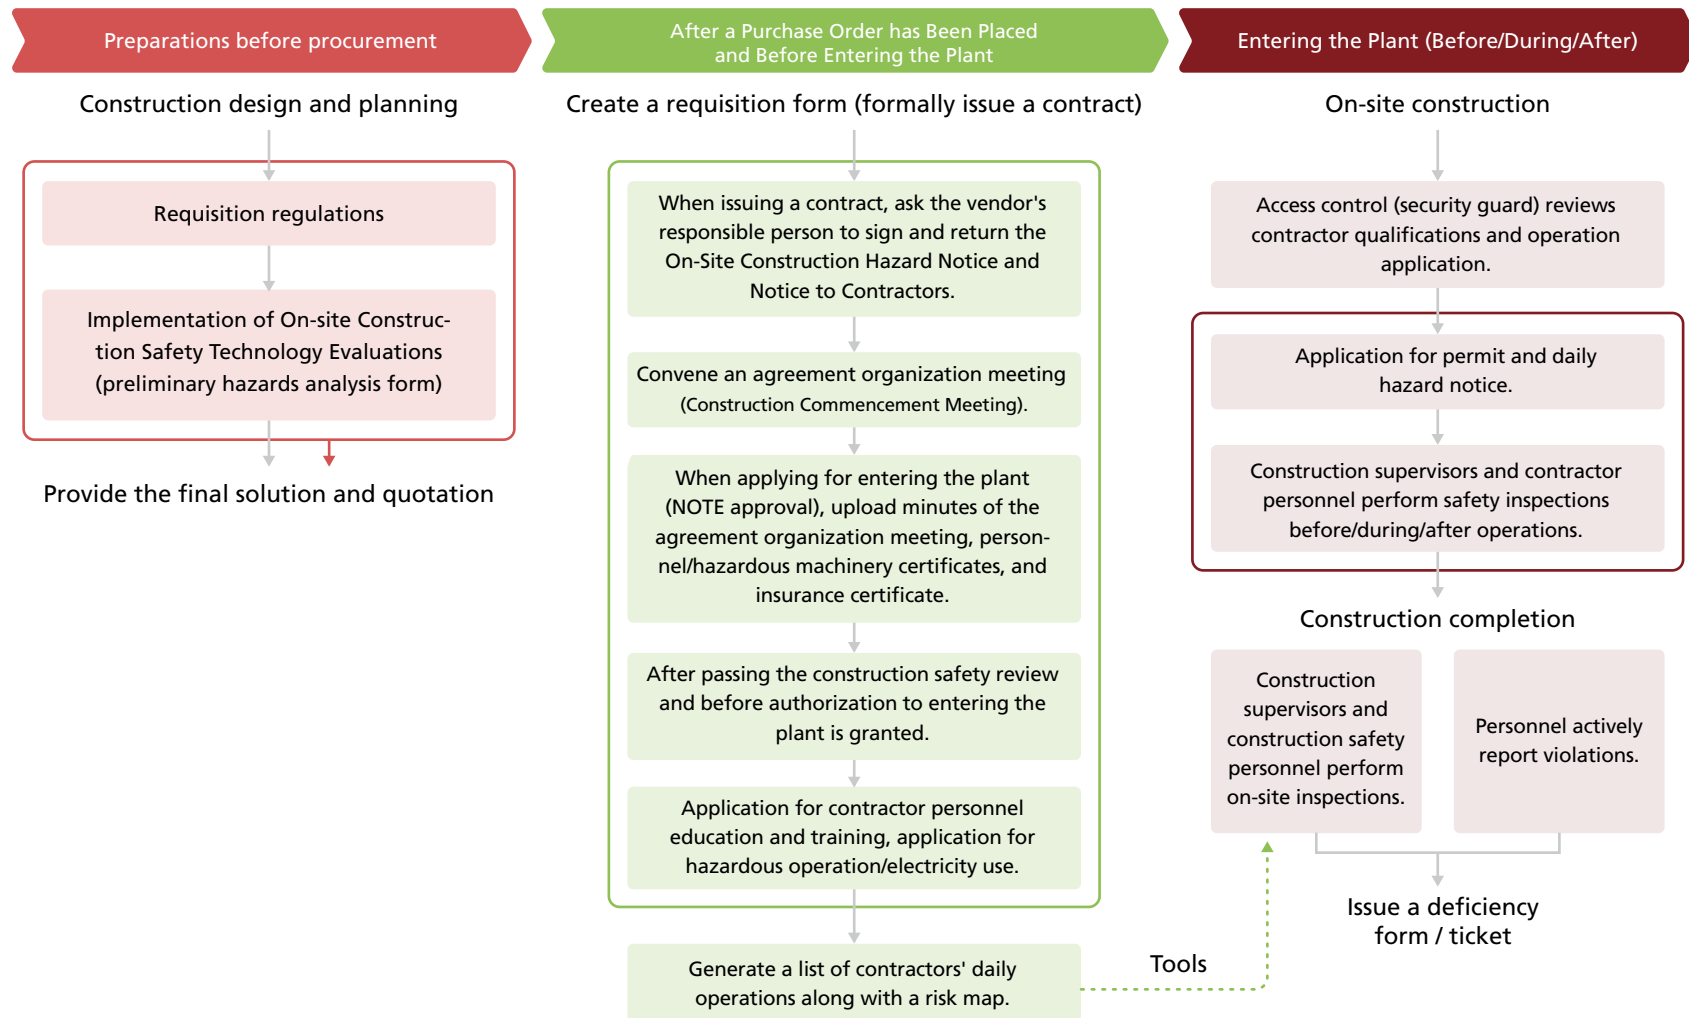 Preparations before procurement
Construction design and planning
Requisition regulations
Implementation of On-site Construc-
tion Safety Technology Evaluations
(preliminary hazards analysis form)
Provide the final solution and quotation
After a Purchase Order has Been Placed
and Before Entering the Plant
Create a requisition form (formally issue a contract)
When issuing a contract, ask the vendor's
responsible person to sign and return the
On-Site Construction Hazard Notice and
Notice to Contractors.
Convene an agreement organization meeting
(Construction Commencement Meeting).
When applying for entering the plant
(NOTE approval), upload minutes of the
agreement organization meeting, person-
nel/hazardous machinery certificates, and
insurance certificate.
After passing the construction safety review
and before authorization to entering the
plant is granted.
Application for contractor personnel
education and training, application for
hazardous operation/electricity use.
Generate a list of contractors' daily
operations along with a risk map.
Tools
Entering the Plant (Before/During/After)
On-site construction
Access control (security guard) reviews
contractor qualifications and operation
application.
Application for permit and daily
hazard notice.
Construction supervisors and contractor
personnel perform safety inspections
before/during/after operations.
Construction completion
Construction
supervisors and
construction safety
personnel perform
on-site inspections.
Personnel actively
report violations.
Issue a deficiency
form / ticket